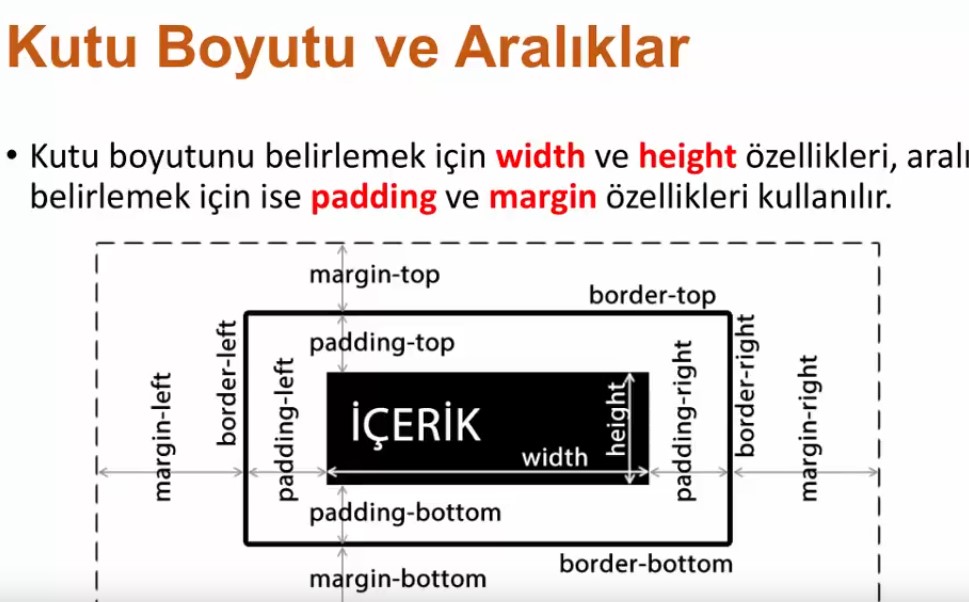 Kutu Boyutu ve Aralıklar
• Kutu boyutunu belirlemek için width ve height özellikleri,
belirlemek için ise padding ve margin özellikleri kullanılır.
margin-top
border-top
padding-top
margin-left
border-left
padding-left
İÇERİK
width
height
padding-right
border-right
margin-right
padding-bottom
border-bottom
margin-bottom